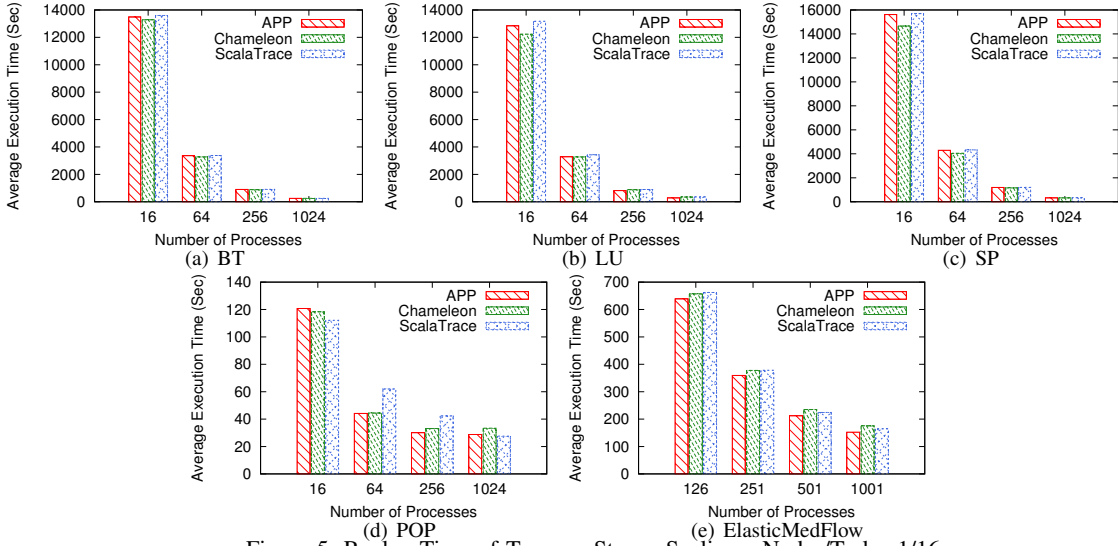 Average Execution Time (Sec)
14000
12000
10000
8000
6000
4000
2000
0
APP
Chameleon
ScalaTrace
16 64 256 1024
Number of Processes
(a) BT
Average Execution Time (Sec)
14000
12000
10000
8000
6000
4000
2000
0
APP
Chameleon
ScalaTrace
16 64 256 1024
Number of Processes
(b) LU
Average Execution Time (Sec)
16000
14000
12000
10000
8000
6000
4000
2000
0
APP
Chameleon
ScalaTrace
16 64 256 1024
Number of Processes
(c) SP
Average Execution Time (Sec)
140
120
100
80
60
40
20
0
APP
Chameleon
ScalaTrace
16 64 256 1024
Number of Processes
(d) POP
Average Execution Time (Sec)
700
600
500
400
300
200
100
0
APP
Chameleon
ScalaTrace
126 251 501 1001
Number of Processes
(e) ElasticMedFlow